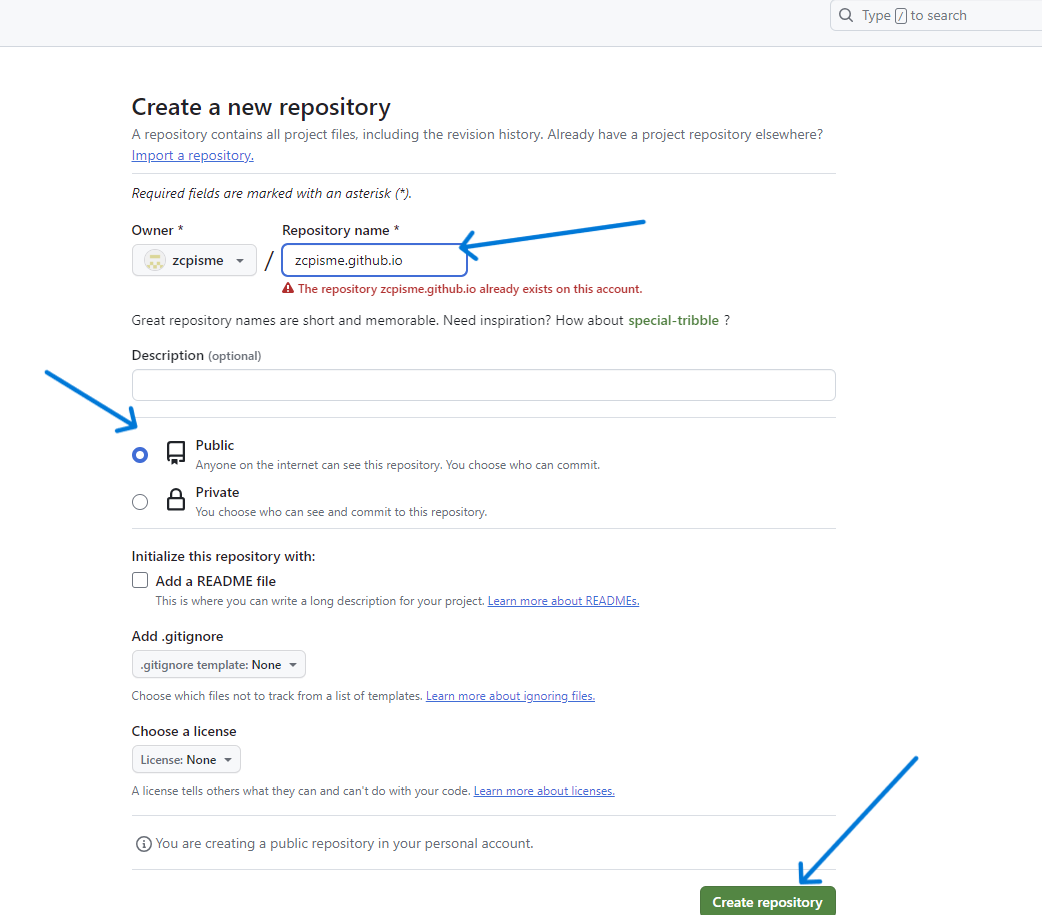 Type / to search
Create a new repository
A repository contains all project files, including the revision history. Already have a project repository elsewhere?
Import a repository.
Required fields are marked with an asterisk (*).
Owner * Repository name *
zcpisme / zcpisme.github.io
The repository zcpisme.github.io already exists on this account.
Great repository names are short and memorable. Need inspiration? How about special-tribble ?
Description (optional)
Public
Anyone on the internet can see this repository. You choose who can commit.
Private
You choose who can see and commit to this repository.
Initialize this repository with:
Add a README file
This is where you can write a long description for your project. Learn more about READMEs.
Add .gitignore
.gitignore template: None
Choose which files not to track from a list of templates. Learn more about ignoring files.
Choose a license
License: None
A license tells others what they can and can't do with your code. Learn more about licenses.
You are creating a public repository in your personal account.
Create repository